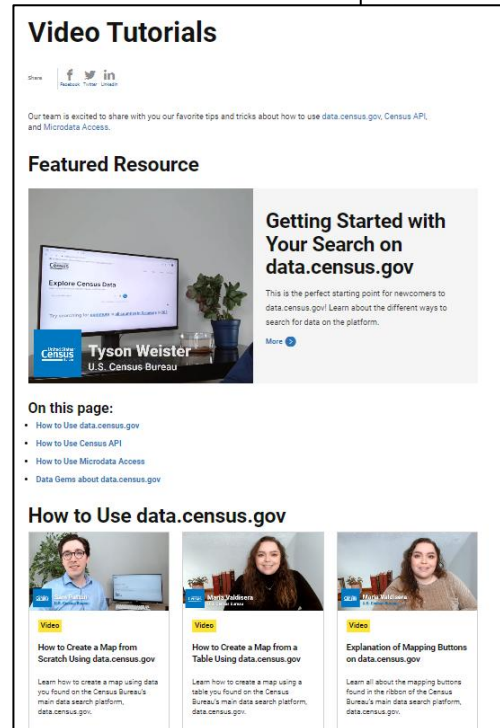 Video Tutorials
Share
Facebook Twitter LinkedIn
Our team is excited to share with you our favorite tips and tricks about how to use data.census.gov, Census API,
and Microdata Access.
Featured Resource
Census
Explore Census Data
United States
Census
Bureau
Tyson Weister
U.S. Census Bureau
Getting Started with
Your Search on
data.census.gov
This is the perfect starting point for newcomers to
data.census.gov! Learn about the different ways to
search for data on the platform.
More
On this page:
• How to Use data.census.gov
• How to Use Census API
• How to Use Microdata Access
• Data Gems about data.census.gov
How to Use data.census.gov
Census
U.S. Census Bureau
Video
How to Create a Map from
Scratch Using data.census.gov
Learn how to create a map using data
you found on the Census Bureau's
main data search platform,
data.census.gov.
Census
Maria Valdisera
U.S. Census Bureau
Video
How to Create a Map from a
Table Using data.census.gov
Learn how to create a map using a
table you found on the Census
Bureau's main data search platform,
data.census.gov.
Census
Maria Valdisera
U.S. Census Bureau
Video
Explanation of Mapping Buttons
on data.census.gov
Learn all about the mapping buttons
found in the ribbon of the Census
Bureau's main data search platform,
data.census.gov.